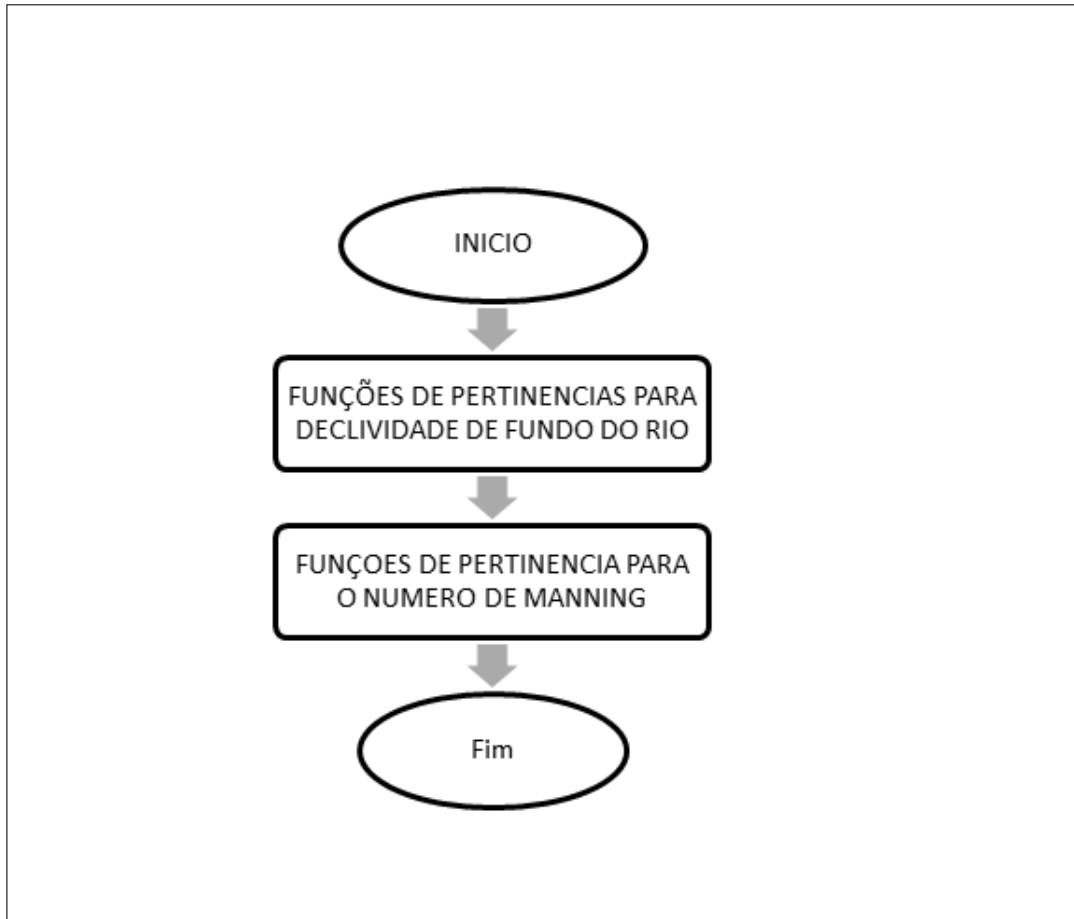 INICIO
FUNÇÕES DE PERTINENCIAS PARA
DECLIVIDADE DE FUNDO DO RIO
FUNÇOES DE PERTINENCIA PARA
O NUMERO DE MANNING
Fim